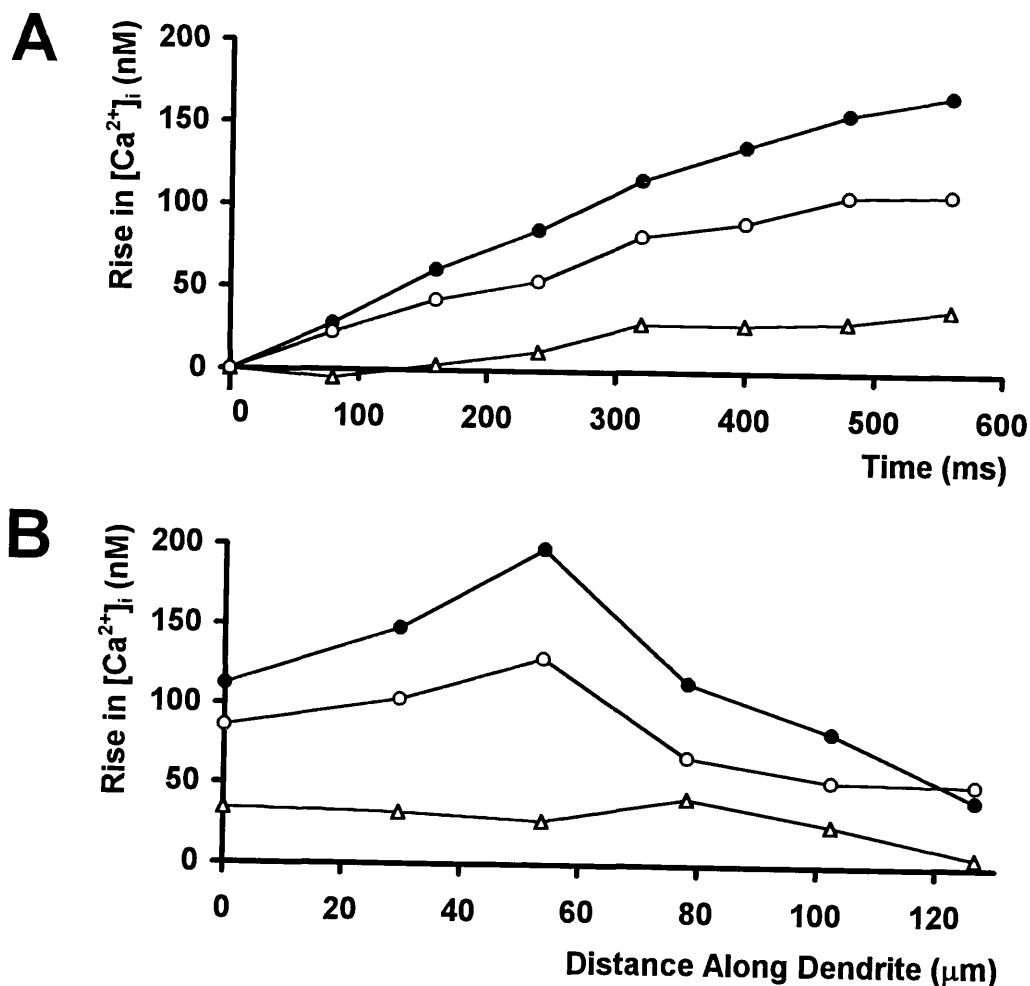 A
Rise in [Ca²⁺]ᵢ (nM)
200
150
100
50
0
0 100 200 300 400 500 600
Time (ms)
B
Rise in [Ca²⁺]ᵢ (nM)
200
150
100
50
0
0 20 40 60 80 100 120
Distance Along Dendrite (μm)